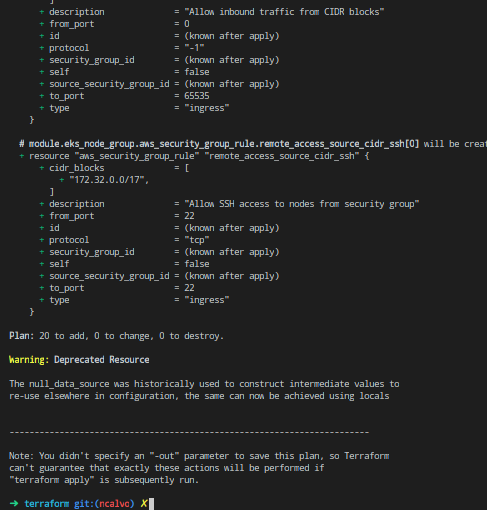 ]
+ description = "Allow inbound traffic from CIDR blocks"
+ from_port = 0
+ id = (known after apply)
+ protocol = "-1"
+ security_group_id = (known after apply)
+ self = false
+ source_security_group_id = (known after apply)
+ to_port = 65535
+ type = "ingress"
}
# module.eks_node_group.aws_security_group_rule.remote_access_source_cidr_ssh[0] will be creat
+ resource "aws_security_group_rule" "remote_access_source_cidr_ssh" {
+ cidr_blocks = [
+ "172.32.0.0/17",
]
+ description = "Allow SSH access to nodes from security group"
+ from_port = 22
+ id = (known after apply)
+ protocol = "tcp"
+ security_group_id = (known after apply)
+ self = false
+ source_security_group_id = (known after apply)
+ to_port = 22
+ type = "ingress"
}
Plan: 20 to add, 0 to change, 0 to destroy.
Warning: Deprecated Resource
The null_data_source was historically used to construct intermediate values to
re-use elsewhere in configuration, the same can now be achieved using locals
------------------------------------------------------------------------
Note: You didn't specify an "-out" parameter to save this plan, so Terraform
can't guarantee that exactly these actions will be performed if
"terraform apply" is subsequently run.
➜ terraform git:(ncalvo) ✗